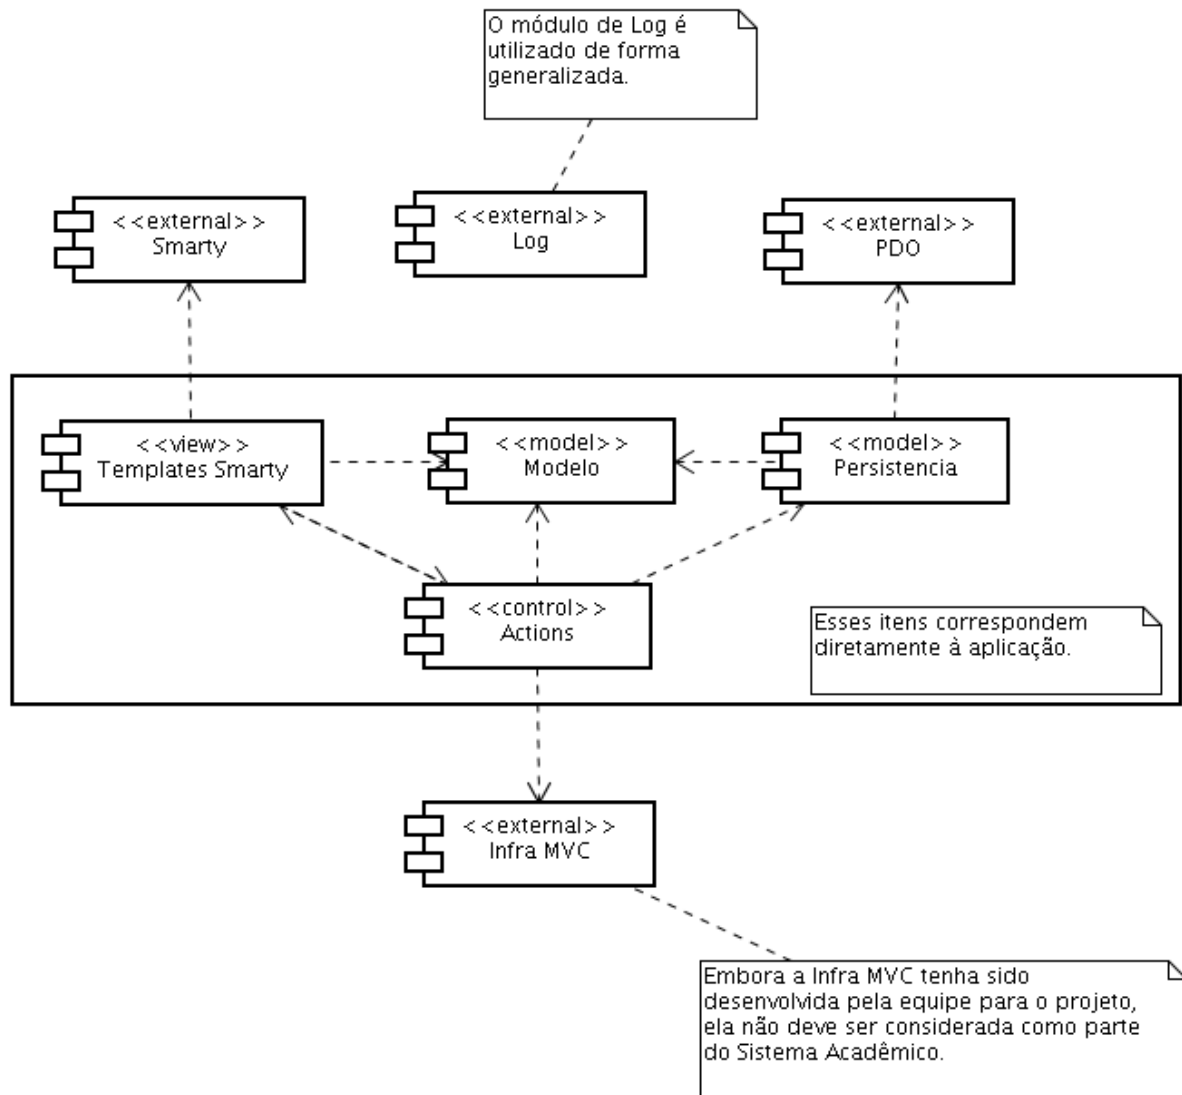 O módulo de Log é
utilizado de forma
generalizada.
<<external>>
Smarty
<<external>>
Log
<<external>>
PDO
<<view>>
Templates Smarty
<<model>>
Modelo
<<model>>
Persistencia
<<control>>
Actions
Esses itens correspondem
diretamente à aplicação.
<<external>>
Infra MVC
Embora a Infra MVC tenha sido
desenvolvida pela equipe para o projeto,
ela não deve ser considerada como parte
do Sistema Acadêmico.